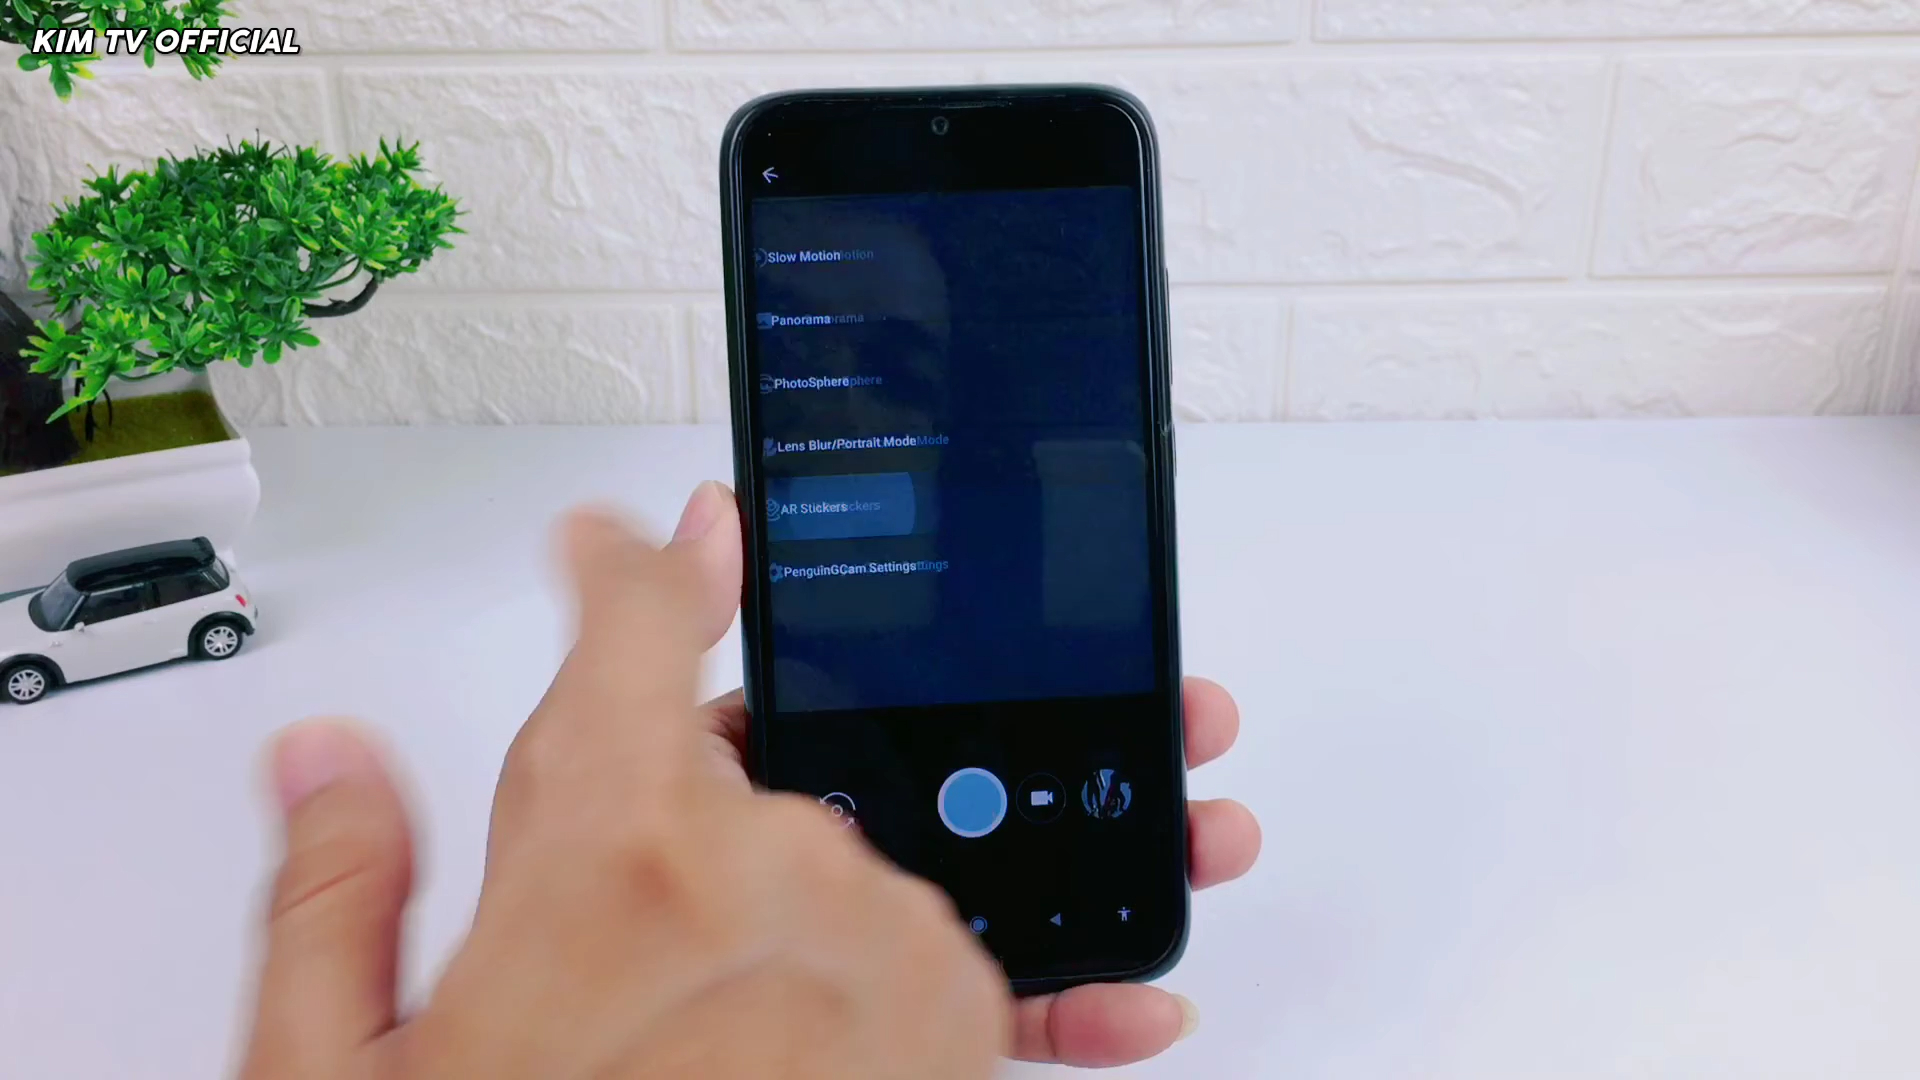 KIM TV OFFICIAL
Slow Motion
Panorama
PhotoSphere
Lens Blur/Portrait Mode
AR Stickers
PenguinGCam Settings